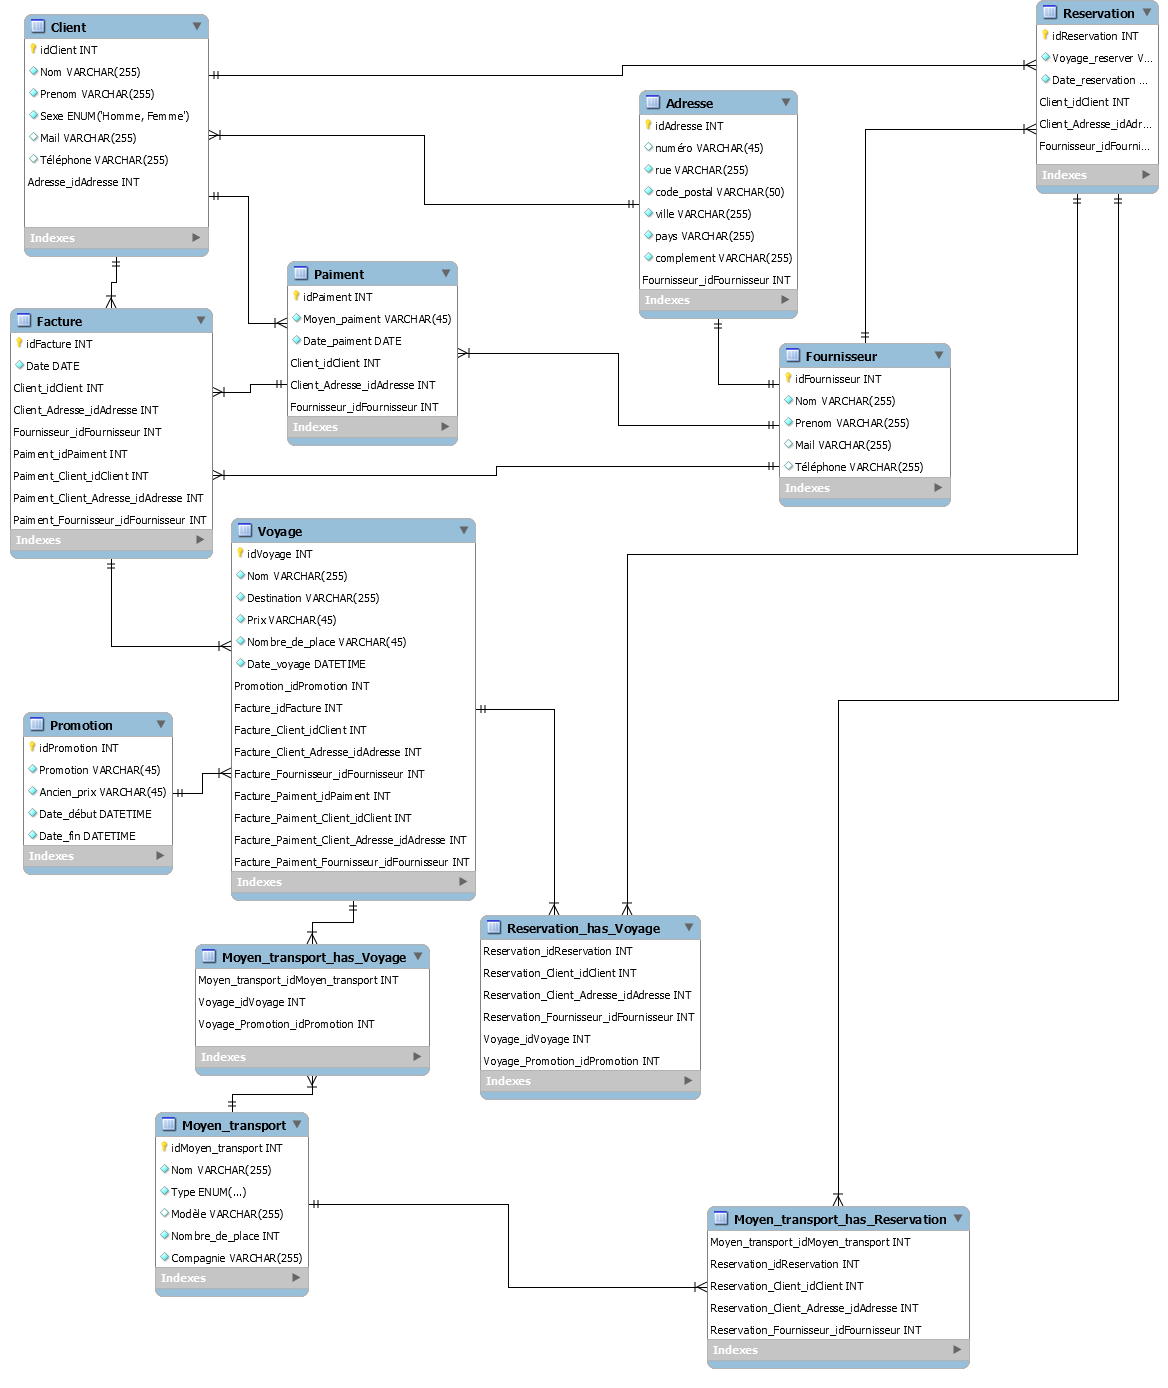 Client
idClient INT
Nom VARCHAR(255)
Prenom VARCHAR(255)
Sexe ENUM('Homme, Femme')
Mail VARCHAR(255)
Téléphone VARCHAR(255)
Adresse_idAdresse INT
Indexes
Reservation
idReservation INT
Voyage_reserver V...
Date_reservation ...
Client_idClient INT
Client_Adresse_idAdr...
Fournisseur_idFourni...
Indexes
Adresse
idAdresse INT
numéro VARCHAR(45)
rue VARCHAR(255)
code_postal VARCHAR(50)
ville VARCHAR(255)
pays VARCHAR(255)
complement VARCHAR(255)
Fournisseur_idFournisseur INT
Indexes
Paiment
idPaiment INT
Moyen_paiment VARCHAR(45)
Date_paiment DATE
Client_idClient INT
Client_Adresse_idAdresse INT
Fournisseur_idFournisseur INT
Indexes
Facture
idFacture INT
Date DATE
Client_idClient INT
Client_Adresse_idAdresse INT
Fournisseur_idFournisseur INT
Paiment_idPaiment INT
Paiment_Client_idClient INT
Paiment_Client_Adresse_idAdresse INT
Paiment_Fournisseur_idFournisseur INT
Indexes
Fournisseur
idFournisseur INT
Nom VARCHAR(255)
Prenom VARCHAR(255)
Mail VARCHAR(255)
Téléphone VARCHAR(255)
Indexes
Voyage
idVoyage INT
Nom VARCHAR(255)
Destination VARCHAR(255)
Prix VARCHAR(45)
Nombre_de_place VARCHAR(45)
Date_voyage DATETIME
Promotion_idPromotion INT
Facture_idFacture INT
Facture_Client_idClient INT
Facture_Client_Adresse_idAdresse INT
Facture_Fournisseur_idFournisseur INT
Facture_Paiment_idPaiment INT
Facture_Paiment_Client_idClient INT
Facture_Paiment_Client_Adresse_idAdresse INT
Facture_Paiment_Fournisseur_idFournisseur INT
Indexes
Promotion
idPromotion INT
Promotion VARCHAR(45)
Ancien_prix VARCHAR(45)
Date_début DATETIME
Date_fin DATETIME
Indexes
Moyen_transport_has_Voyage
Moyen_transport_idMoyen_transport INT
Voyage_idVoyage INT
Voyage_Promotion_idPromotion INT
Indexes
Reservation_has_Voyage
Reservation_idReservation INT
Reservation_Client_idClient INT
Reservation_Client_Adresse_idAdresse INT
Reservation_Fournisseur_idFournisseur INT
Voyage_idVoyage INT
Voyage_Promotion_idPromotion INT
Indexes
Moyen_transport
idMoyen_transport INT
Nom VARCHAR(255)
Type ENUM(...)
Modèle VARCHAR(255)
Nombre_de_place INT
Compagnie VARCHAR(255)
Indexes
Moyen_transport_has_Reservation
Moyen_transport_idMoyen_transport INT
Reservation_idReservation INT
Reservation_Client_idClient INT
Reservation_Client_Adresse_idAdresse INT
Reservation_Fournisseur_idFournisseur INT
Indexes